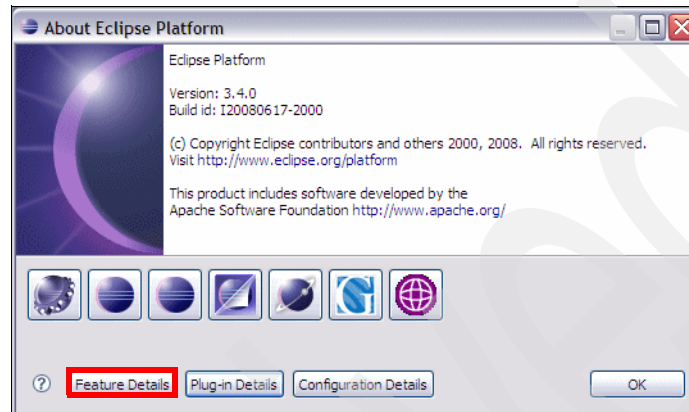 About Eclipse Platform
Eclipse Platform
Version: 3.4.0
Build id: I20080617-2000
(c) Copyright Eclipse contributors and others 2000, 2008. All rights reserved.
Visit http://www.eclipse.org/platform
This product includes software developed by the
Apache Software Foundation http://www.apache.org/
Feature Details Plug-in Details Configuration Details OK